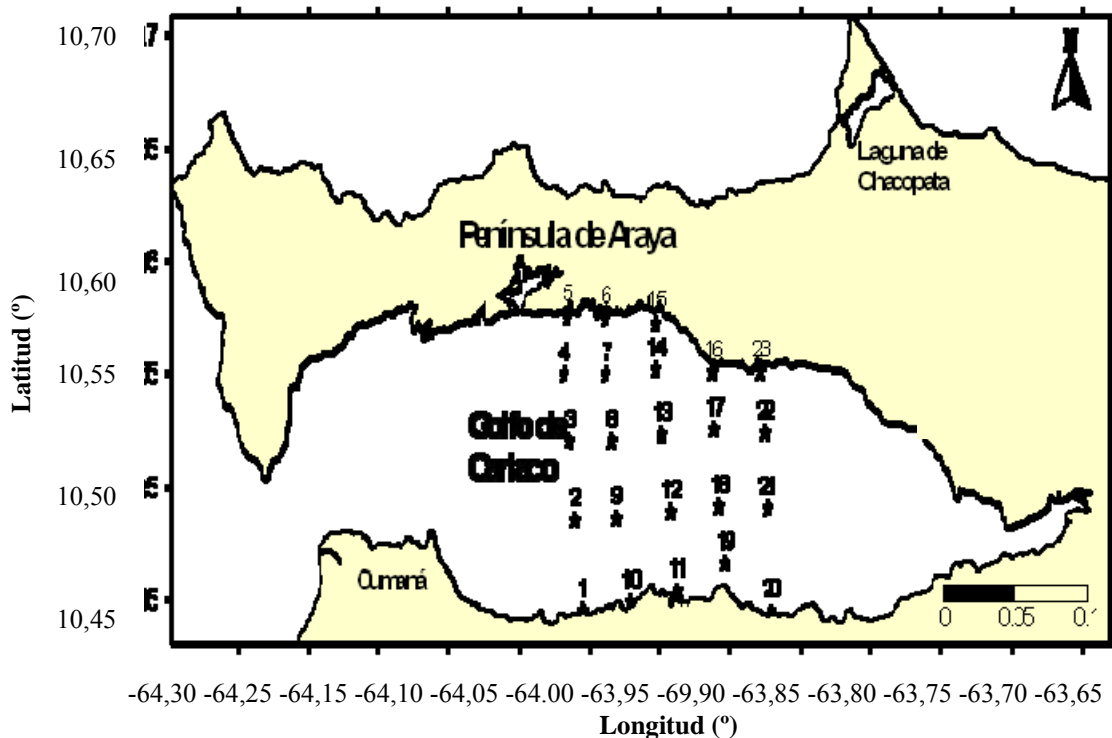 10,70
N
10,65
Laguna de
Chacopata
Península de Araya
10,60
5 6 15
4 7 14
16 23
10,55
3 8 13 17 22
Golfo de
Cariaco
10,50
2 9 12 18 21
19
Cumaná
1 10 11 20
10,45
0 0.05 0.1
Latitud (º)
-64,30 -64,25 -64,15 -64,10 -64,05 -64.00 -63,95 -69,90 -63,85 -63,80 -63,75 -63,70 -63,65
Longitud (º)